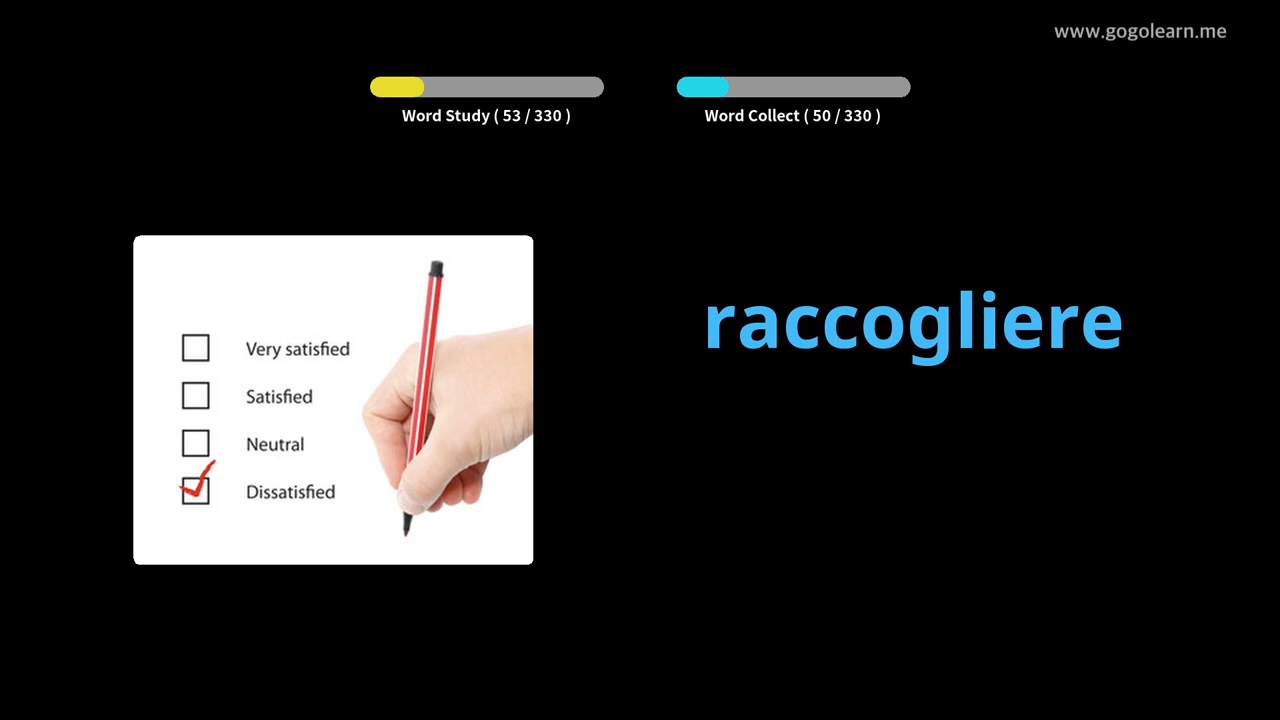 www.gogolearn.me
Word Study ( 53 / 330 )
Word Collect ( 50 / 330 )
raccogliere
Very satisfied
Satisfied
Neutral
Dissatisfied